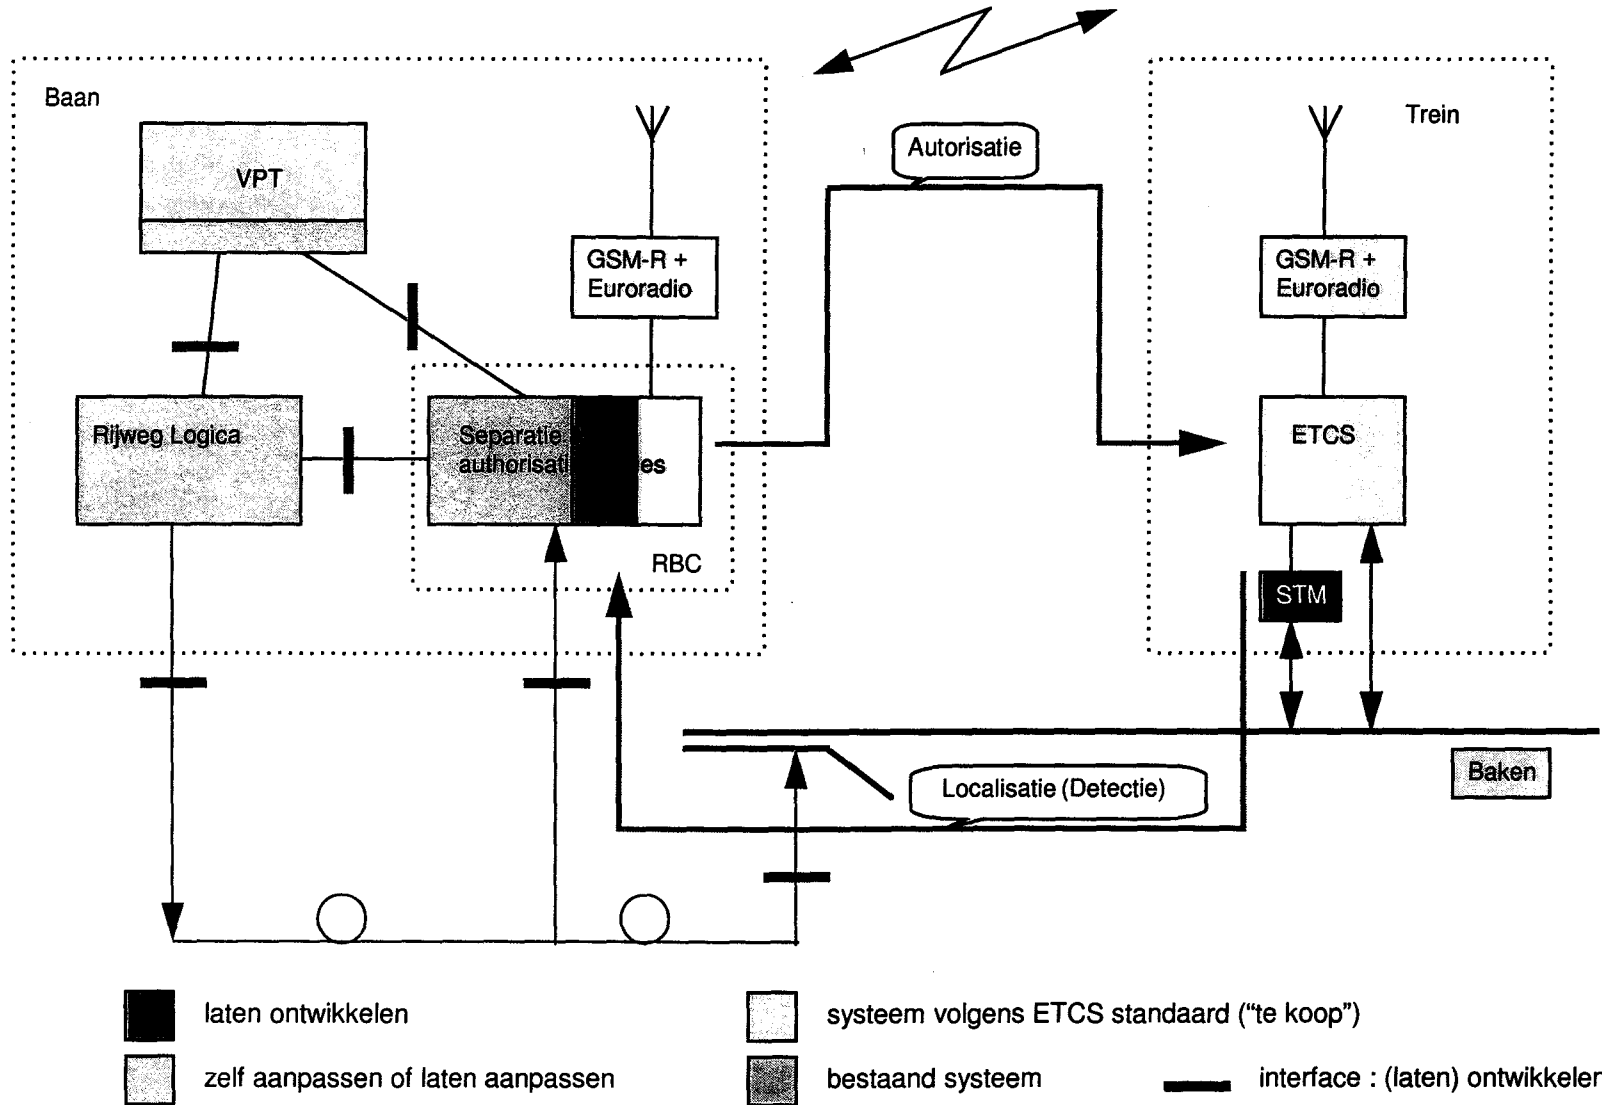 Baan
Trein
VPT
Autorisatie
GSM-R +
Euroradio
GSM-R +
Euroradio
Rijweg Logica
Separatie
authorisati es
ETCS
RBC
STM
Baken
Localisatie (Detectie)
laten ontwikkelen
systeem volgens ETCS standaard (“te koop”)
zelf aanpassen of laten aanpassen
bestaand systeem
interface : (laten) ontwikkelen